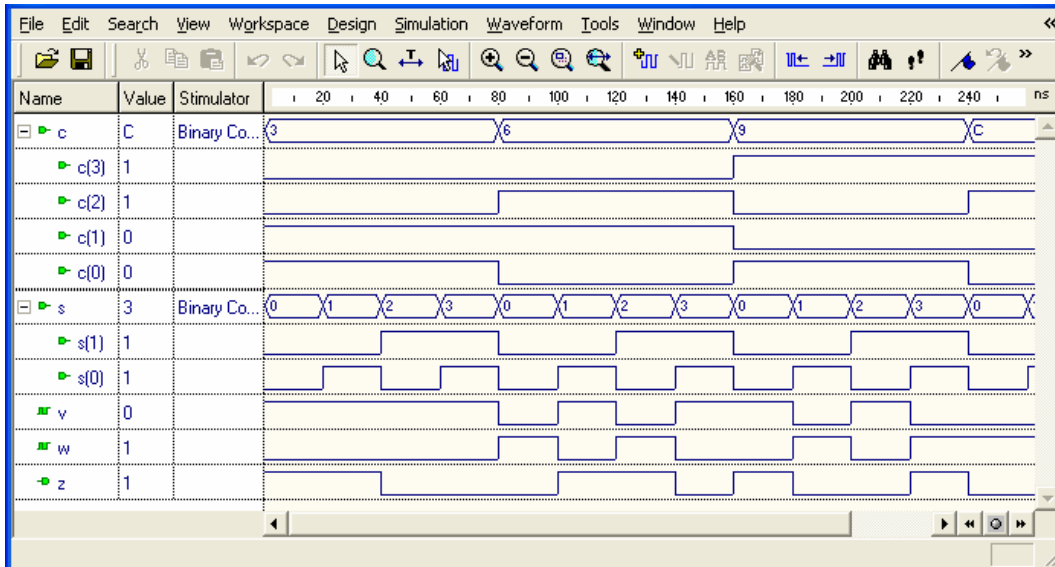 File Edit Search View Workspace Design Simulation Waveform Tools Window Help
Name Value Stimulator 20 40 60 80 100 120 140 160 180 200 220 240 ns
c C Binary Co... 3 6 9 C
c(3) 1
c(2) 1
c(1) 0
c(0) 0
s 3 Binary Co... 0 1 2 3 0 1 2 3 0 1 2 3 0
s(1) 1
s(0) 1
v 0
w 1
z 1